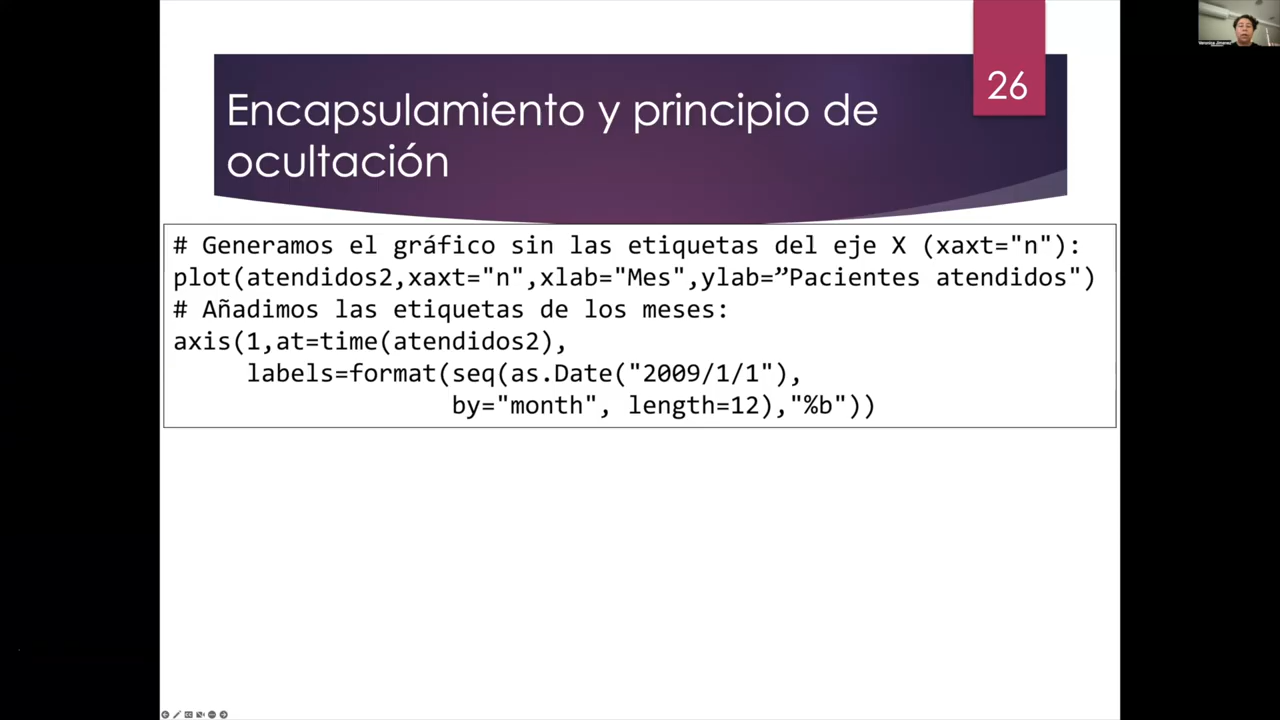 26
Encapsulamiento y principio de
ocultación
# Generamos el gráfico sin las etiquetas del eje X (xaxt="n"):
plot(atendidos2,xaxt="n",xlab="Mes",ylab=”Pacientes atendidos")
# Añadimos las etiquetas de los meses:
axis(1,at=time(atendidos2),
labels=format(seq(as.Date("2009/1/1"),
by="month", length=12),"%b"))